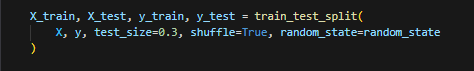 X_train, X_test, y_train, y_test = train_test_split(
    X, y, test_size=0.3, shuffle=True, random_state=random_state
)